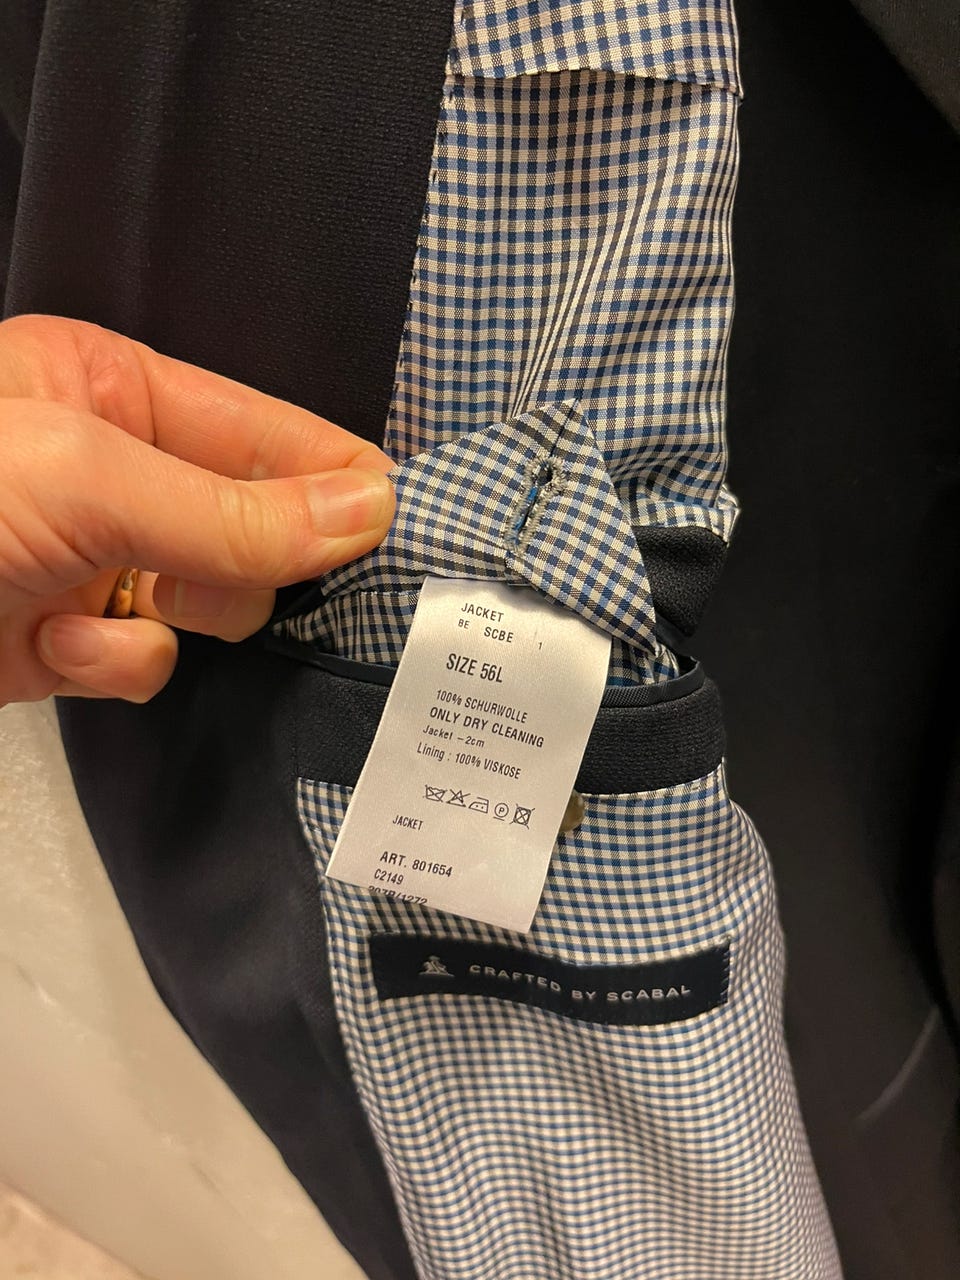 JACKET
BE SCBE 1
SIZE 56L
100% SCHURWOLLE
ONLY DRY CLEANING
Jacket -2cm
Lining : 100% VISKOSE
P
JACKET
ART. 801654
C2149
CRAFTED BY SCABAL